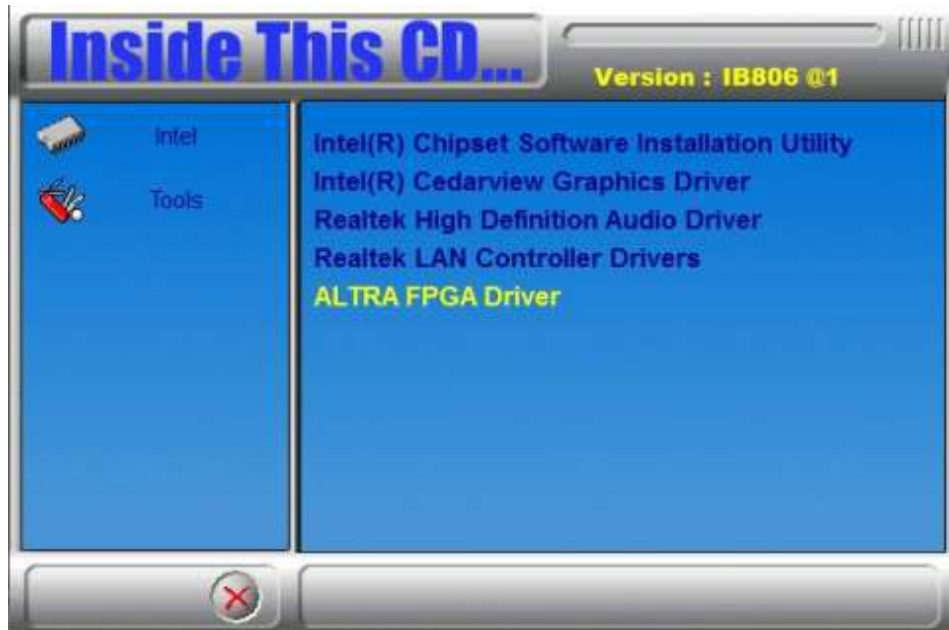 Inside This CD...
Version : IB806 @1
Intel
Tools
Intel(R) Chipset Software Installation Utility
Intel(R) Cedarview Graphics Driver
Realtek High Definition Audio Driver
Realtek LAN Controller Drivers
ALTRA FPGA Driver